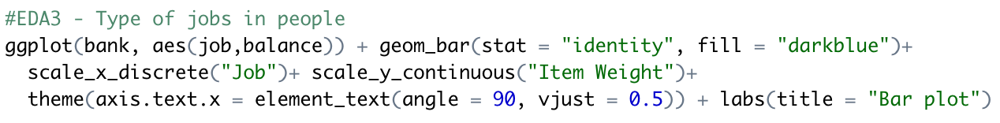 #EDA3 - Type of jobs in people
ggplot(bank, aes(job,balance)) + geom_bar(stat = "identity", fill = "darkblue")+
  scale_x_discrete("Job")+ scale_y_continuous("Item Weight")+
  theme(axis.text.x = element_text(angle = 90, vjust = 0.5)) + labs(title = "Bar plot")